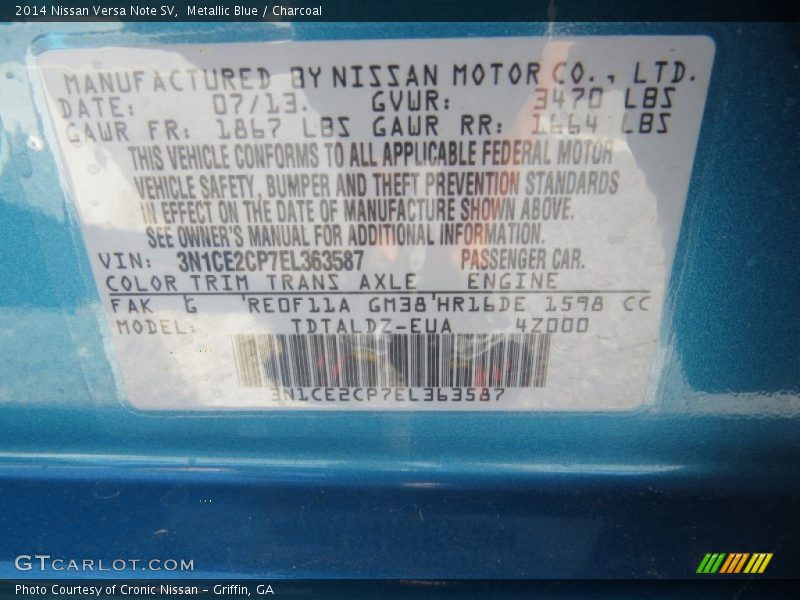 2014 Nissan Versa Note SV,  Metallic Blue / Charcoal
MANUFACTURED BY NISSAN MOTOR CO., LTD.
DATE: 07/13. GVWR: 3470 LBS
GAWR FR: 1867 LBS GAWR RR: 1664 LBS
THIS VEHICLE CONFORMS TO ALL APPLICABLE FEDERAL MOTOR
VEHICLE SAFETY, BUMPER AND THEFT PREVENTION STANDARDS
IN EFFECT ON THE DATE OF MANUFACTURE SHOWN ABOVE.
SEE OWNER'S MANUAL FOR ADDITIONAL INFORMATION.
VIN: 3N1CE2CP7EL363587 PASSENGER CAR.
COLOR TRIM TRANS AXLE ENGINE
FAK G 'RE0F11A GM38'HR16DE 1598 CC
MODEL: TDTALDZ-EUA 4Z000
3N1CE2CP7EL363587
GTCARLOT.COM
Photo Courtesy of Cronic Nissan - Griffin, GA